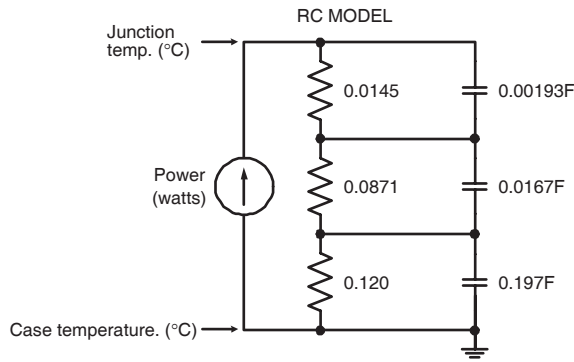 RC MODEL
Junction
temp. (°C)
0.0145
0.00193F
Power
(watts)
0.0871
0.0167F
0.120
0.197F
Case temperature. (°C)